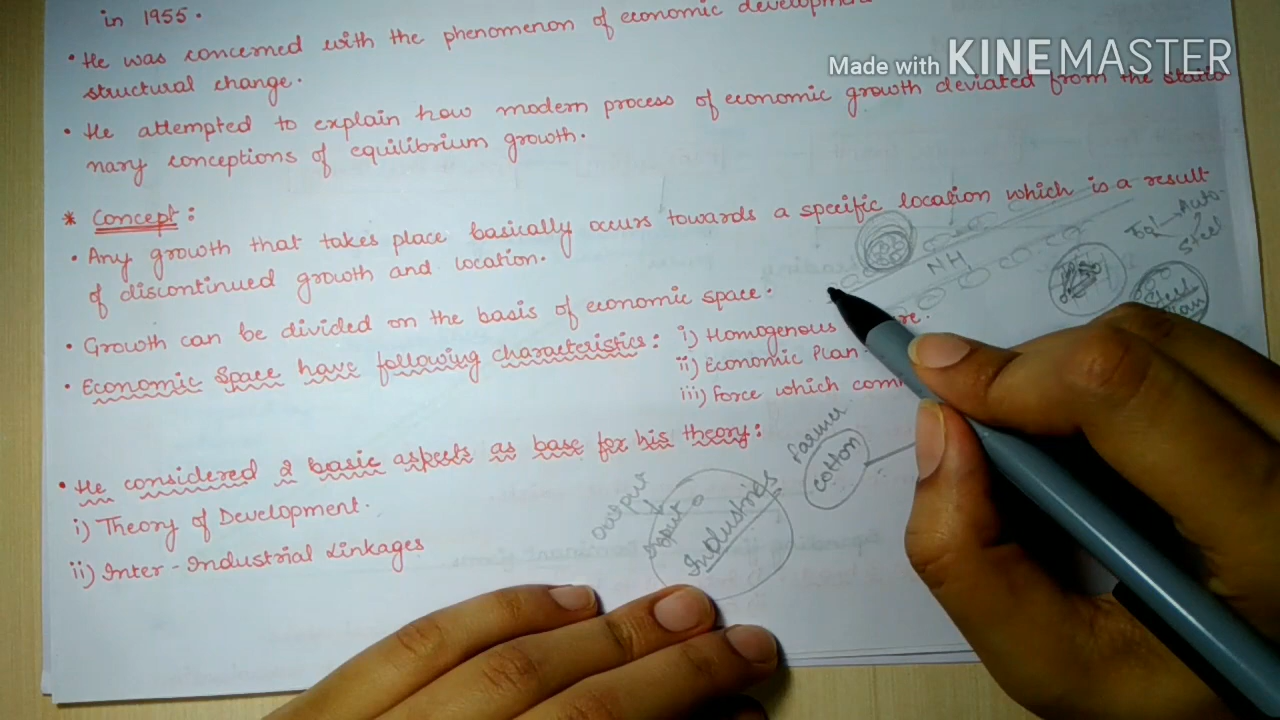 in 1955.
• He was concerned with the phenomenon of economic development
structural change.
• He attempted to explain how modern process of economic growth deviated from the statio
nary conceptions of equilibrium growth.
* Concept:
• Any growth that takes place basically occurs towards a specific location which is a result
of discontinued growth and location.
• Growth can be divided on the basis of economic space.
• Economic Space have following characteristics: i) Homogenous
ii) Economic Plan
iii) Force which com
• He considered 2 basic aspects as base for his theory:
i) Theory of Development.
ii) Inter-Industrial Linkages
Made with KINEMASTER
NH
Auto
Steel
Steel
Farmer
Cotton
Output
Input
Industries